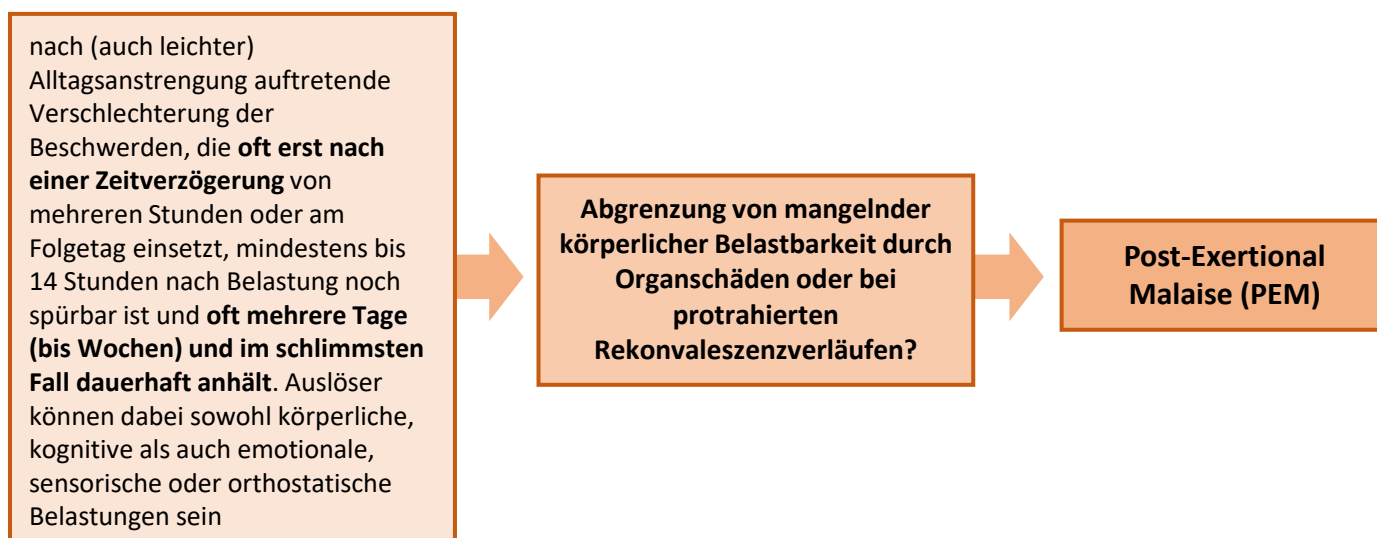 nach (auch leichter)
Alltagsanstrengung auftretende
Verschlechterung der
Beschwerden, die oft erst nach
einer Zeitverzögerung von
mehreren Stunden oder am
Folgetag einsetzt, mindestens bis
14 Stunden nach Belastung noch
spürbar ist und oft mehrere Tage
(bis Wochen) und im schlimmsten
Fall dauerhaft anhält. Auslöser
können dabei sowohl körperliche,
kognitive als auch emotionale,
sensorische oder orthostatische
Belastungen sein
Abgrenzung von mangelnder
körperlicher Belastbarkeit durch
Organschäden oder bei
protrahierten
Rekonvaleszenzverläufen?
Post-Exertional
Malaise (PEM)